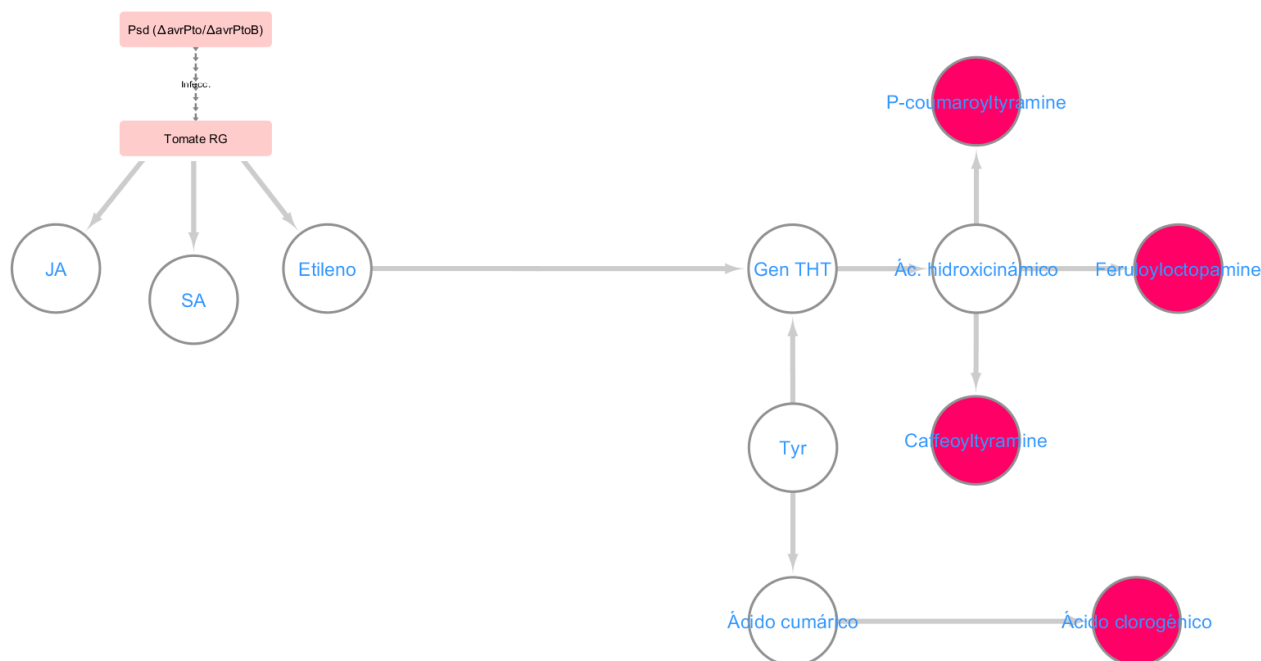 Psd (ΔavrPto/ΔavrPtoB)
Infecc.
Tomate RG
JA
SA
Etileno
Gen THT
Ác. hidroxicinámico
P-coumaroyltyramine
Feruloyloctopamine
Caffeoyltyramine
Tyr
Ácido cumárico
Ácido clorogénico